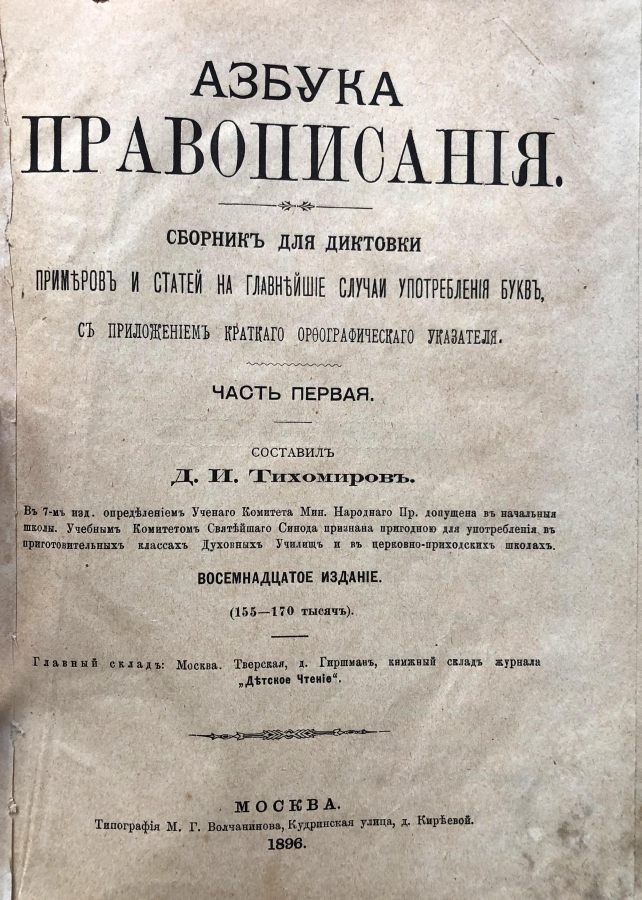 АЗБУКА
ПРАВОПИСАНІЯ.
СБОРНИКЪ ДЛЯ ДИКТОВКИ
ПРИМѢРОВЪ И СТАТЕЙ НА ГЛАВНѢЙШІЕ СЛУЧАИ УПОТРЕБЛЕНІЯ БУКВЪ,
СЪ ПРИЛОЖЕНІЕМЪ КРАТКАГО ОРѲОГРАФИЧЕСКАГО УКАЗАТЕЛЯ.
ЧАСТЬ ПЕРВАЯ.
СОСТАВИЛЪ
Д. И. Тихомировъ.
Въ 7-мъ изд. опредѣленіемъ Ученаго Комитета Мин. Народнаго Пр. допущена въ начальныя
школы. Учебнымъ Комитетомъ Святѣйшаго Синода признана пригодною для употребленія въ
приготовительныхъ классахъ Духовныхъ Училищъ и въ церковно-приходскихъ школахъ.
ВОСЕМНАДЦАТОЕ ИЗДАНІЕ.
(155—170 тысячъ).
Главный складъ: Москва. Тверская, д. Гиршманъ, книжный складъ журнала
„Дѣтское Чтеніе“.
МОСКВА.
Типографія М. Г. Волчанинова, Кудринская улица, д. Кирѣевой.
1896.